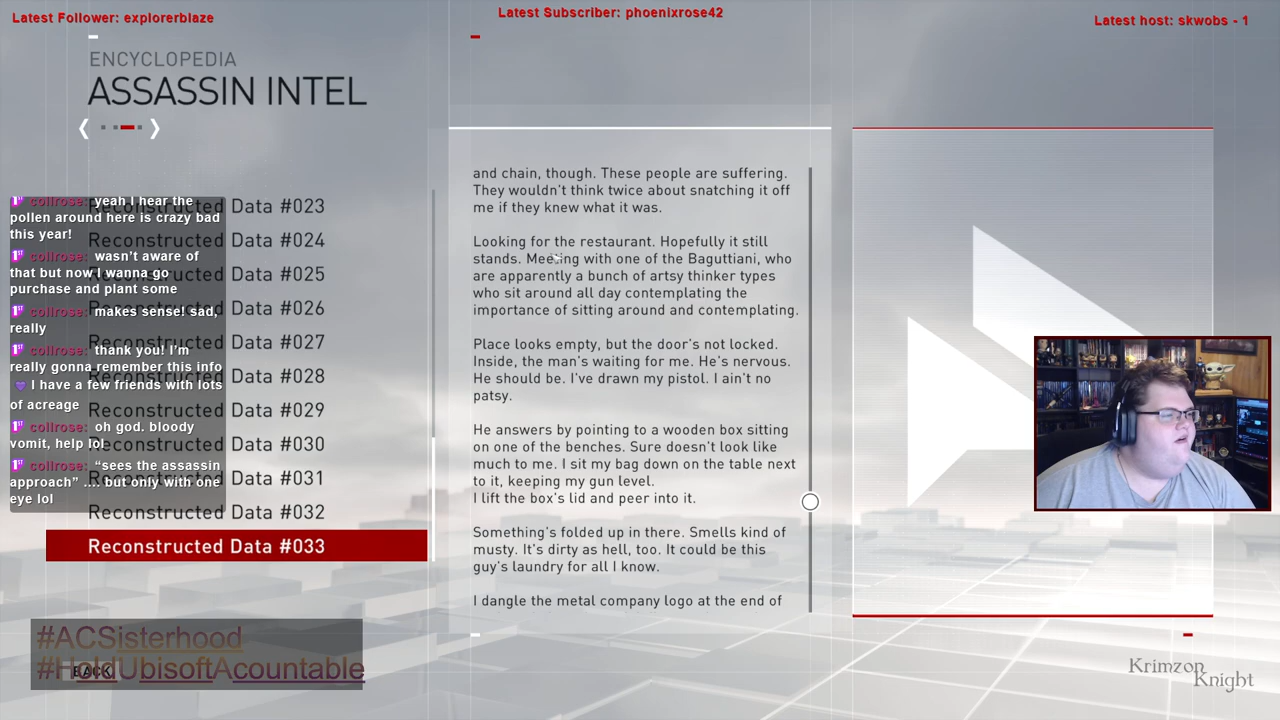 Latest Follower: explorerblaze
Latest Subscriber: phoenixrose42
Latest host: skwobs - 1
ENCYCLOPEDIA
ASSASSIN INTEL
Reconstructed Data #023
Reconstructed Data #024
Reconstructed Data #025
Reconstructed Data #026
Reconstructed Data #027
Reconstructed Data #028
Reconstructed Data #029
Reconstructed Data #030
Reconstructed Data #031
Reconstructed Data #032
Reconstructed Data #033
collrose: yeah I hear the
pollen around here is crazy bad
this year!
collrose: wasn't aware of
that but now I wanna go
purchase and plant some
collrose: makes sense! sad,
really
collrose: thank you! I'm
really gonna remember this info
I have a few friends with lots
of acreage
collrose: oh god. bloody
vomit, help lol
collrose: "sees the assassin
approach" .... but only with one
eye lol
and chain, though. These people are suffering.
They wouldn't think twice about snatching it off
me if they knew what it was.
Looking for the restaurant. Hopefully it still
stands. Meeting with one of the Baguttiani, who
are apparently a bunch of artsy thinker types
who sit around all day contemplating the
importance of sitting around and contemplating.
Place looks empty, but the door's not locked.
Inside, the man's waiting for me. He's nervous.
He should be. I've drawn my pistol. I ain't no
patsy.
He answers by pointing to a wooden box sitting
on one of the benches. Sure doesn't look like
much to me. I sit my bag down on the table next
to it, keeping my gun level.
I lift the box's lid and peer into it.
Something's folded up in there. Smells kind of
musty. It's dirty as hell, too. It could be this
guy's laundry for all I know.
I dangle the metal company logo at the end of
#ACSisterhood
#HoldUbisoftAcountable
BACK
Krimzon
Knight